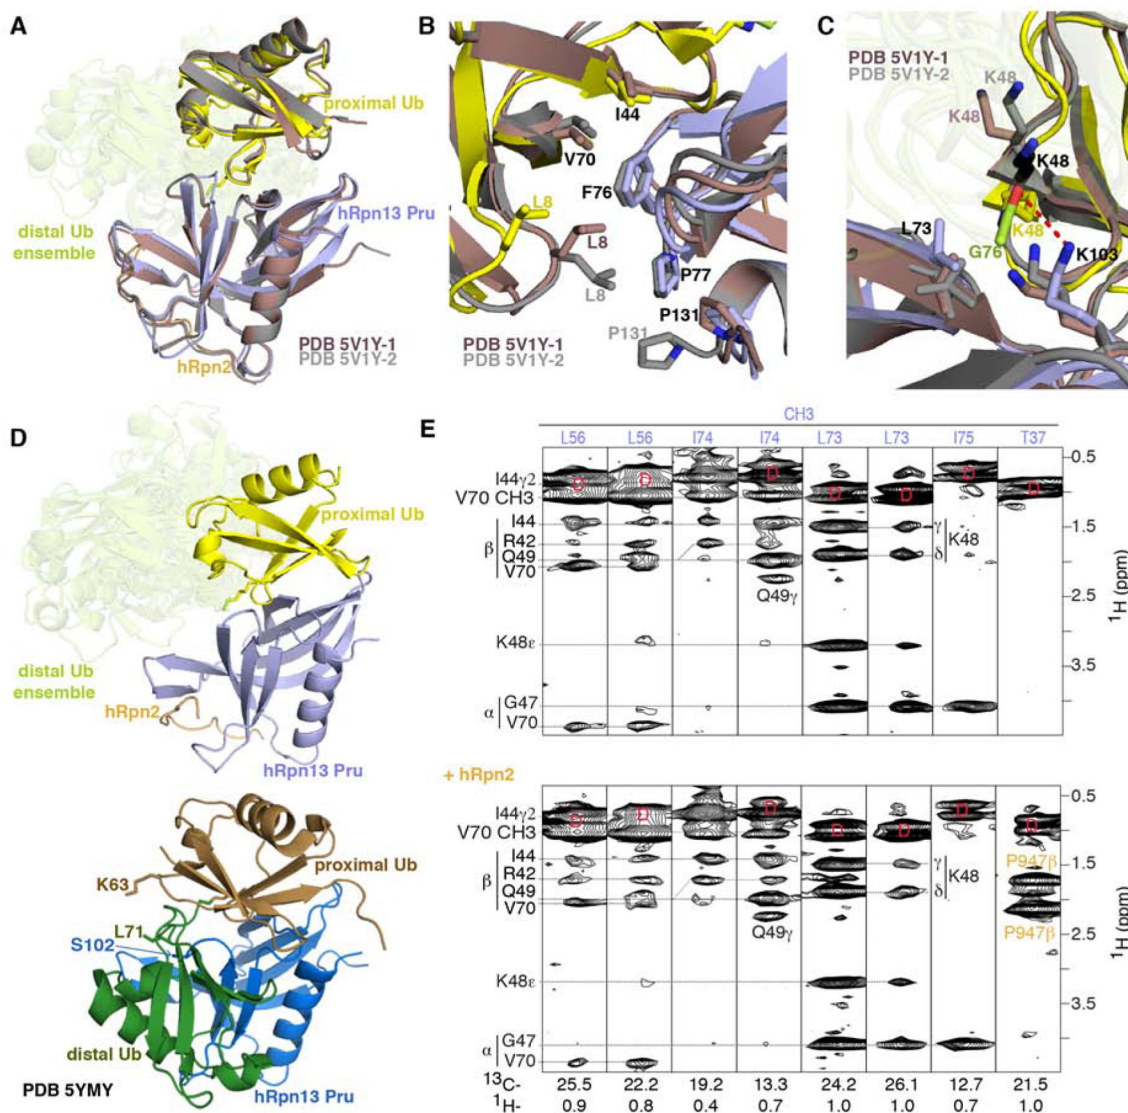 A
proximal Ub
distal Ub
ensemble
hRpn13 Pru
hRpn2
PDB 5V1Y-1
PDB 5V1Y-2
B
I44
V70
F76
L8
L8
L8
P77
P131
P131
PDB 5V1Y-1
PDB 5V1Y-2
C
PDB 5V1Y-1
PDB 5V1Y-2
K48
K48
K48
L73
K48
G76
K103
D
proximal Ub
distal Ub
ensemble
hRpn2
hRpn13 Pru
K63
proximal Ub
L71
S102
distal Ub
PDB 5YMY
hRpn13 Pru
E
CH3
L56 L56 I74 I74 L73 L73 I75 T37
I44γ2
V70 CH3
β
I44
R42
Q49
V70
Q49γ
γ
δ
K48
K48ε
α
G47
V70
0.5
1.5
2.5
3.5
¹H (ppm)
+ hRpn2
I44γ2
V70 CH3
β
I44
R42
Q49
V70
Q49γ
γ
δ
K48
P947β
P947β
K48ε
α
G47
V70
0.5
1.5
2.5
3.5
¹H (ppm)
¹³C- 25.5 22.2 19.2 13.3 24.2 26.1 12.7 21.5
¹H- 0.9 0.8 0.4 0.7 1.0 1.0 0.7 1.0